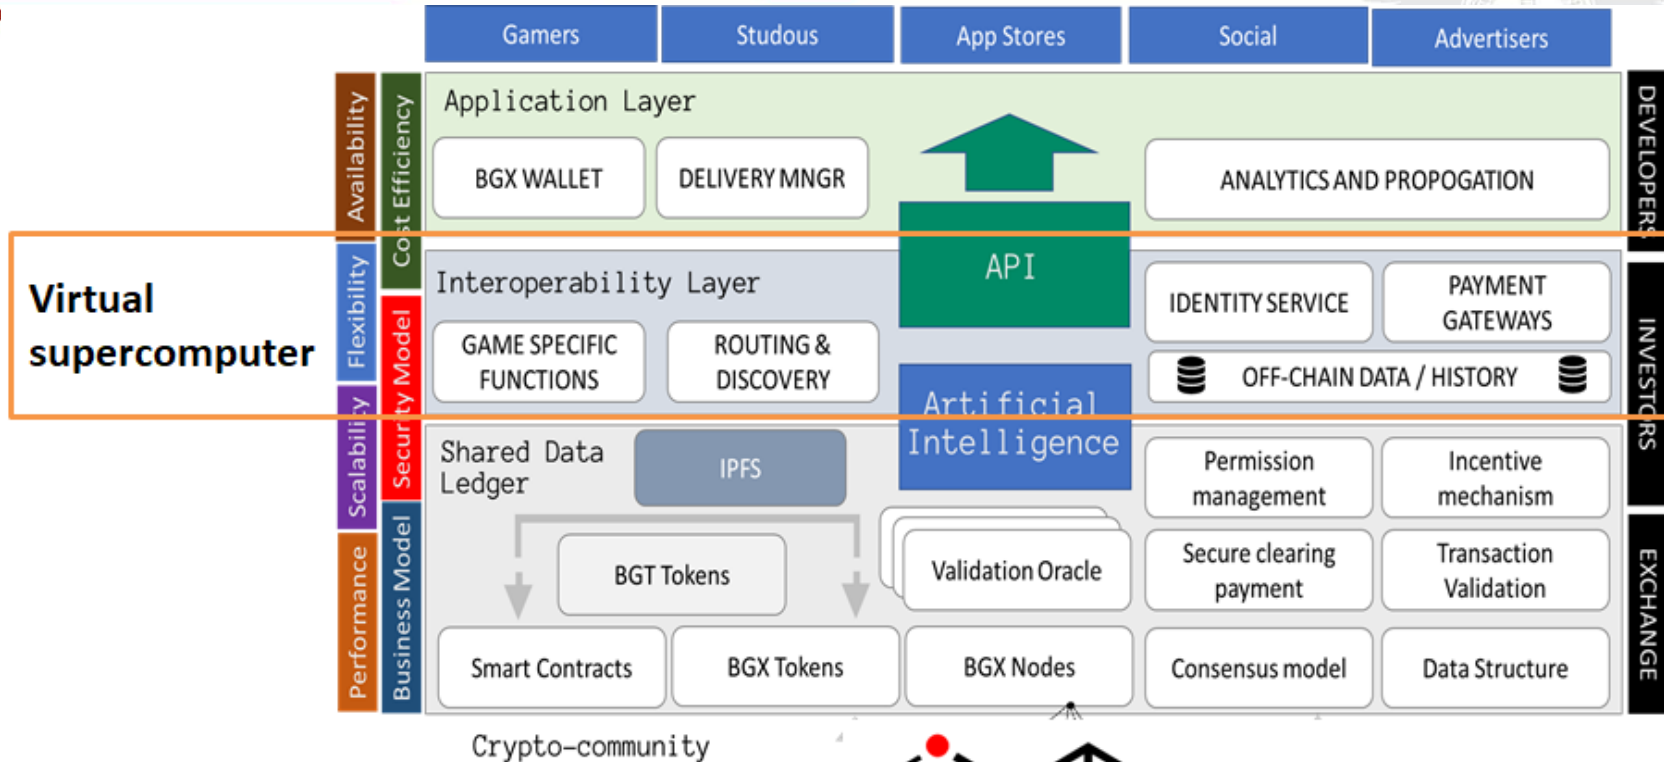 Gamers
Studous
App Stores
Social
Advertisers
Availability
Cost Efficiency
Application Layer
BGX WALLET
DELIVERY MNGR
ANALYTICS AND PROPOGATION
DEVELOPERS
Virtual
supercomputer
Flexibility
Interoperability Layer
API
IDENTITY SERVICE
PAYMENT
GATEWAYS
GAME SPECIFIC
FUNCTIONS
ROUTING &
DISCOVERY
OFF-CHAIN DATA / HISTORY
INVESTORS
Security Model
Scalability
Artificial
Intelligence
Shared Data
Ledger
IPFS
Permission
management
Incentive
mechanism
Performance
Business Model
BGT Tokens
Validation Oracle
Secure clearing
payment
Transaction
Validation
EXCHANGE
Smart Contracts
BGX Tokens
BGX Nodes
Consensus model
Data Structure
Crypto-community